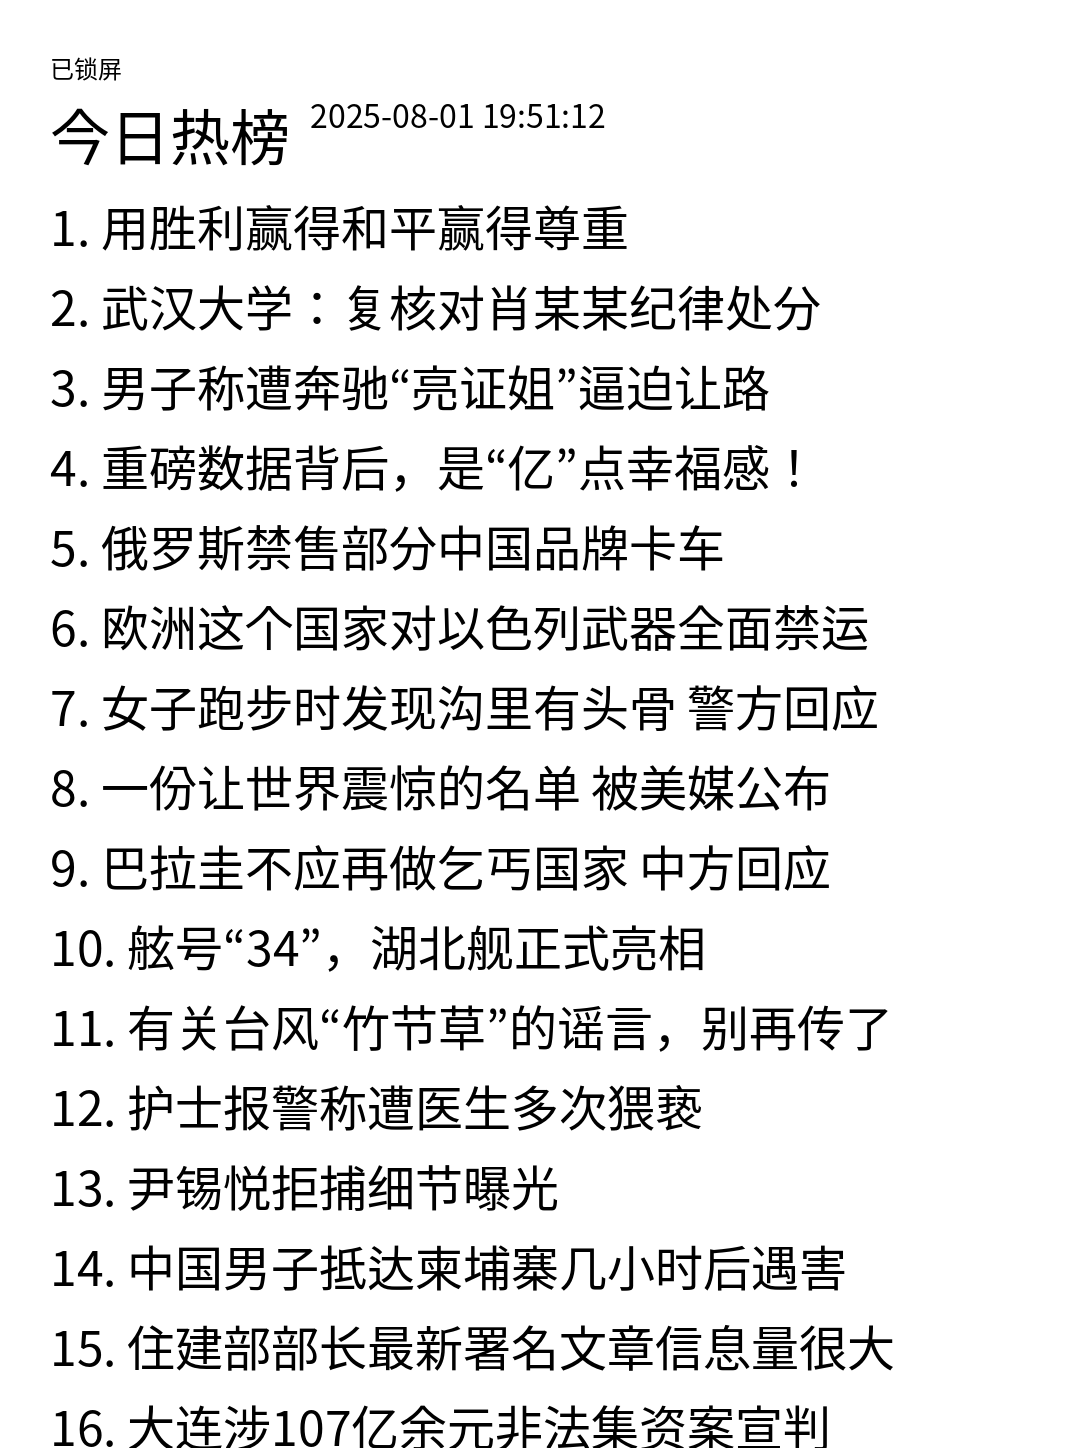 已锁屏
今日热榜 2025-08-01 19:51:12
1. 用胜利赢得和平赢得尊重
2. 武汉大学：复核对肖某某纪律处分
3. 男子称遭奔驰“亮证姐”逼迫让路
4. 重磅数据背后，是“亿”点幸福感！
5. 俄罗斯禁售部分中国品牌卡车
6. 欧洲这个国家对以色列武器全面禁运
7. 女子跑步时发现沟里有头骨 警方回应
8. 一份让世界震惊的名单 被美媒公布
9. 巴拉圭不应再做乞丐国家 中方回应
10. 舷号“34”，湖北舰正式亮相
11. 有关台风“竹节草”的谣言，别再传了
12. 护士报警称遭医生多次猥亵
13. 尹锡悦拒捕细节曝光
14. 中国男子抵达柬埔寨几小时后遇害
15. 住建部部长最新署名文章信息量很大
16. 大连涉107亿余元非法集资案宣判